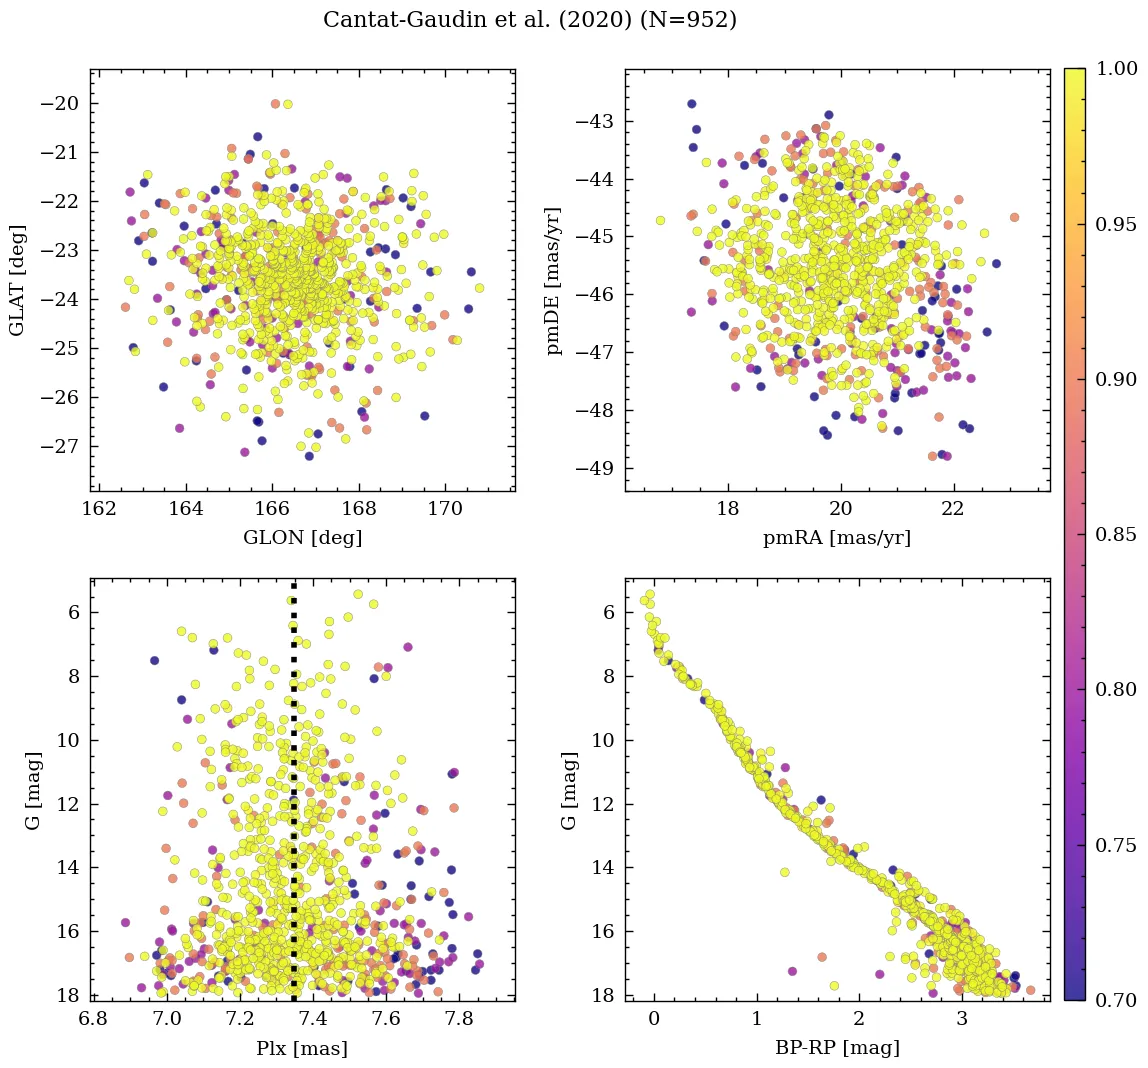 Cantat-Gaudin et al. (2020) (N=952)
−20
−21
−22
−23
−24
−25
−26
−27
GLAT [deg]
162 164 166 168 170
GLON [deg]
−43
−44
−45
−46
−47
−48
−49
pmDE [mas/yr]
18 20 22
pmRA [mas/yr]
6
8
10
12
14
16
18
G [mag]
6.8 7.0 7.2 7.4 7.6 7.8
Plx [mas]
6
8
10
12
14
16
18
G [mag]
0 1 2 3
BP-RP [mag]
1.00
0.95
0.90
0.85
0.80
0.75
0.70